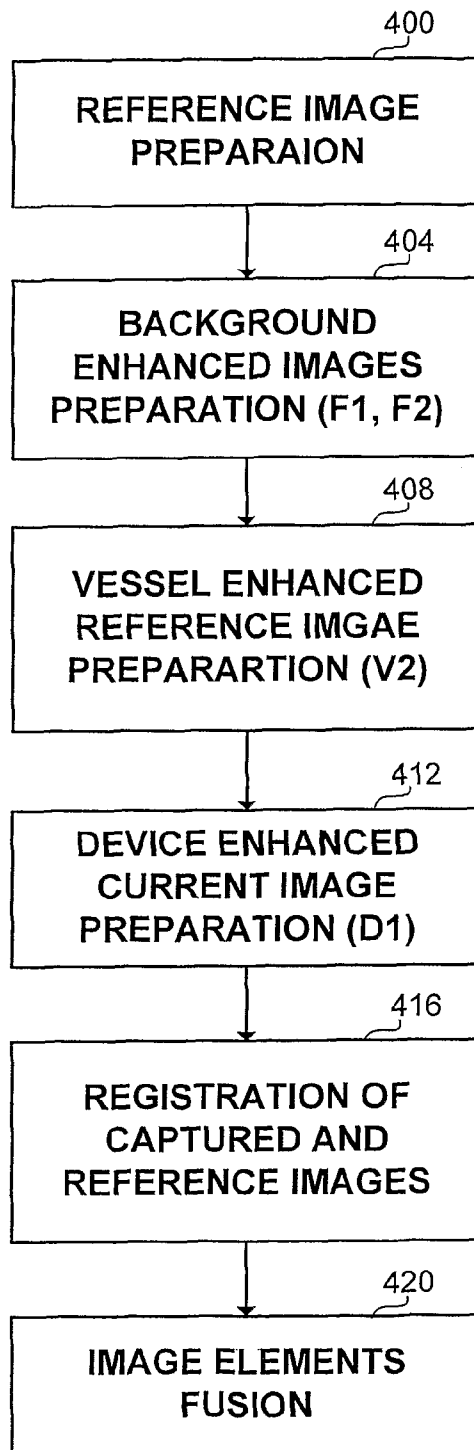 400
REFERENCE IMAGE
PREPARAION
404
BACKGROUND
ENHANCED IMAGES
PREPARATION (F1, F2)
408
VESSEL ENHANCED
REFERENCE IMGAE
PREPARARTION (V2)
412
DEVICE ENHANCED
CURRENT IMAGE
PREPARATION (D1)
416
REGISTRATION OF
CAPTURED AND
REFERENCE IMAGES
420
IMAGE ELEMENTS
FUSION